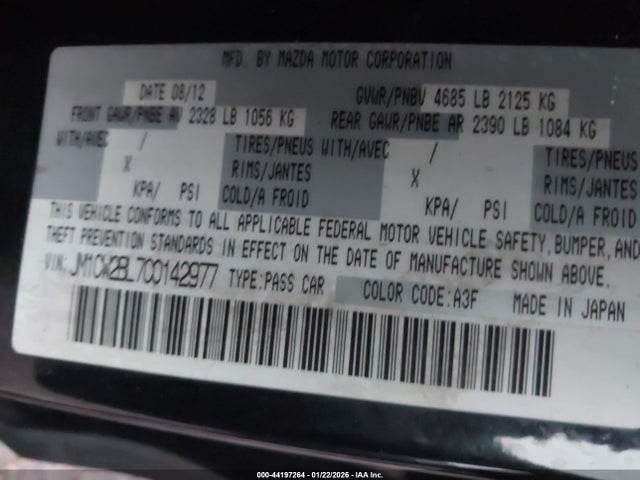 MFD. BY MAZDA MOTOR CORPORATION
DATE 08/12 GVWR/PNBV 4685 LB 2125 KG
FRONT GAWR/PNBE AV 2328 LB 1056 KG REAR GAWR/PNBE AR 2390 LB 1084 KG
WITH/AVEC / TIRES/PNEUS WITH/AVEC / TIRES/PNEUS
X RIMS/JANTES X RIMS/JANTES
KPA/ PSI COLD/A FROID KPA/ PSI COLD/A FROID
THIS VEHICLE CONFORMS TO ALL APPLICABLE FEDERAL MOTOR VEHICLE SAFETY, BUMPER, AND
THEFT PREVENTION STANDARDS IN EFFECT ON THE DATE OF MANUFACTURE SHOWN ABOVE.
VIN: JM1CW2BL7C0142977 TYPE:PASS CAR COLOR CODE:A3F MADE IN JAPAN
000-44197264 - 01/22/2026 - IAA Inc.